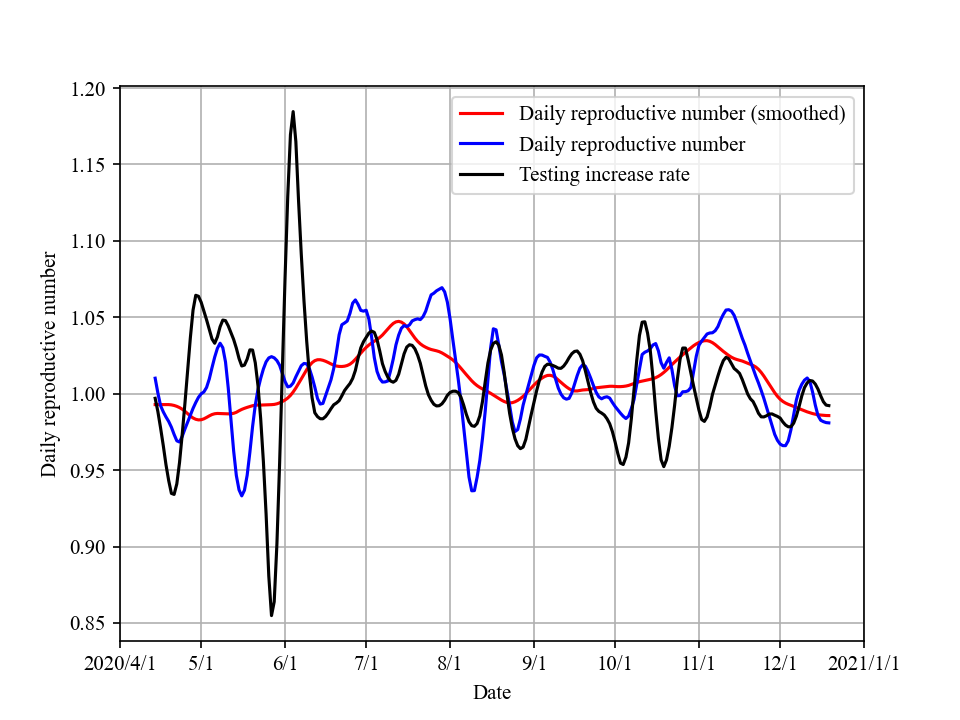 Daily reproductive number (smoothed)
Daily reproductive number
Testing increase rate
1.20
1.15
1.10
1.05
1.00
0.95
0.90
0.85
Daily reproductive number
2020/4/1 5/1 6/1 7/1 8/1 9/1 10/1 11/1 12/1 2021/1/1
Date